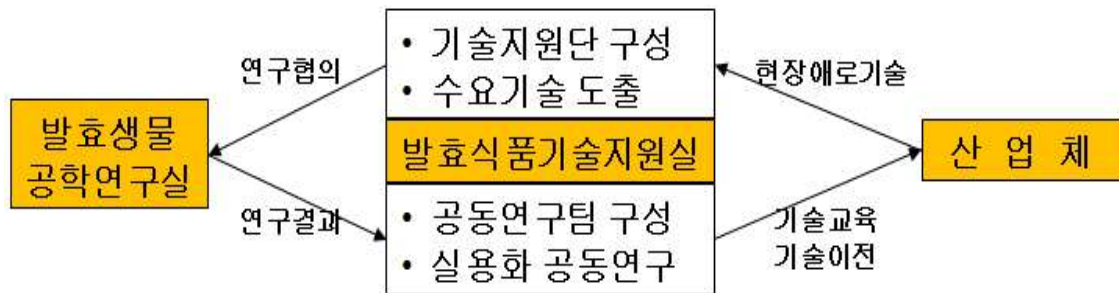 • 기술지원단 구성
• 수요기술 도출
연구협의
현장애로기술
발효생물
공학연구실
발효식품기술지원실
산 업 체
연구결과
• 공동연구팀 구성
• 실용화 공동연구
기술교육
기술이전